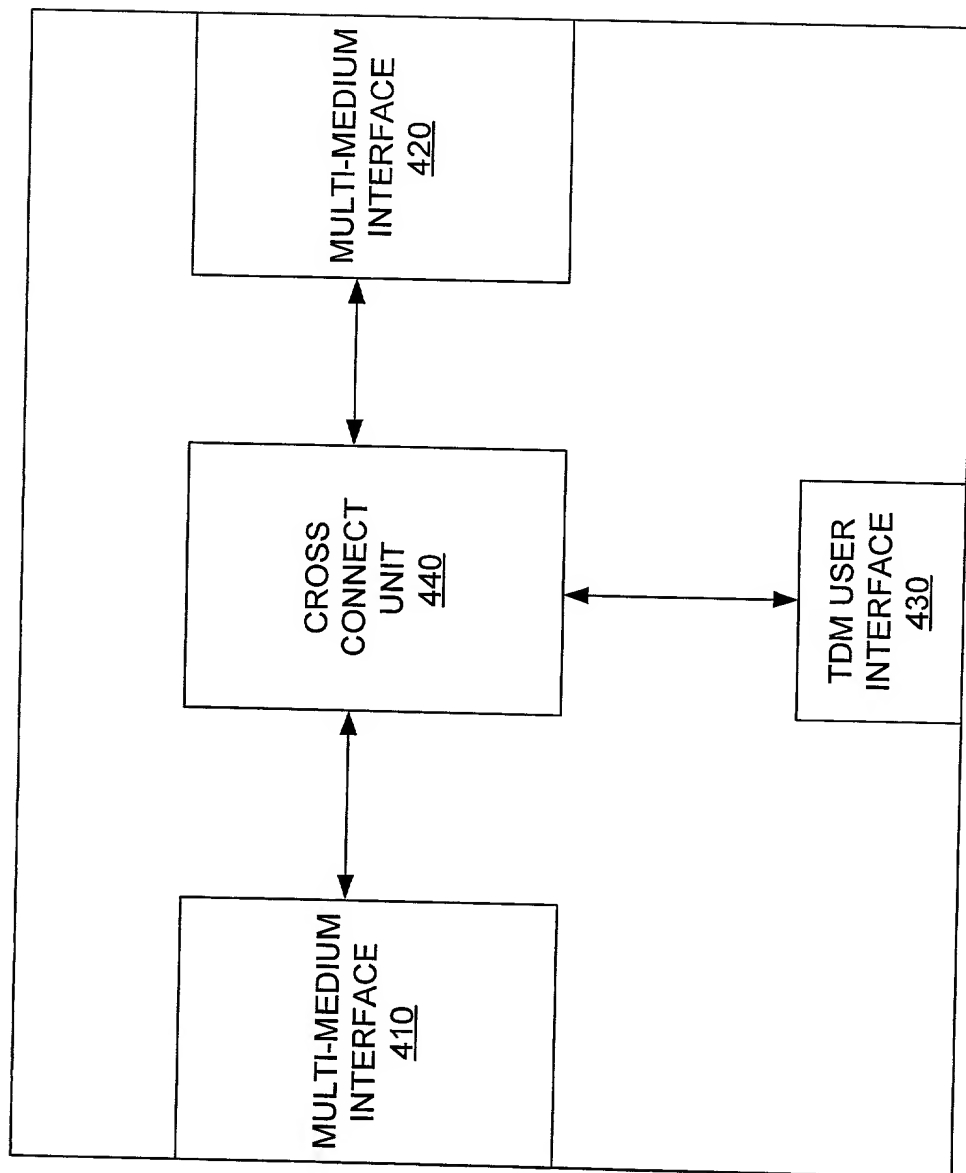 MULTI-MEDIUM
INTERFACE
410
CROSS
CONNECT
UNIT
440
MULTI-MEDIUM
INTERFACE
420
TDM USER
INTERFACE
430